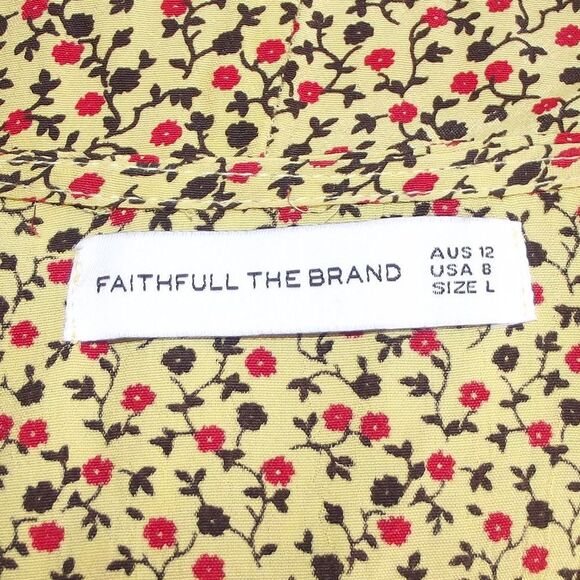 FAITHFULL THE BRAND
AUS 12
USA 8
SIZE L